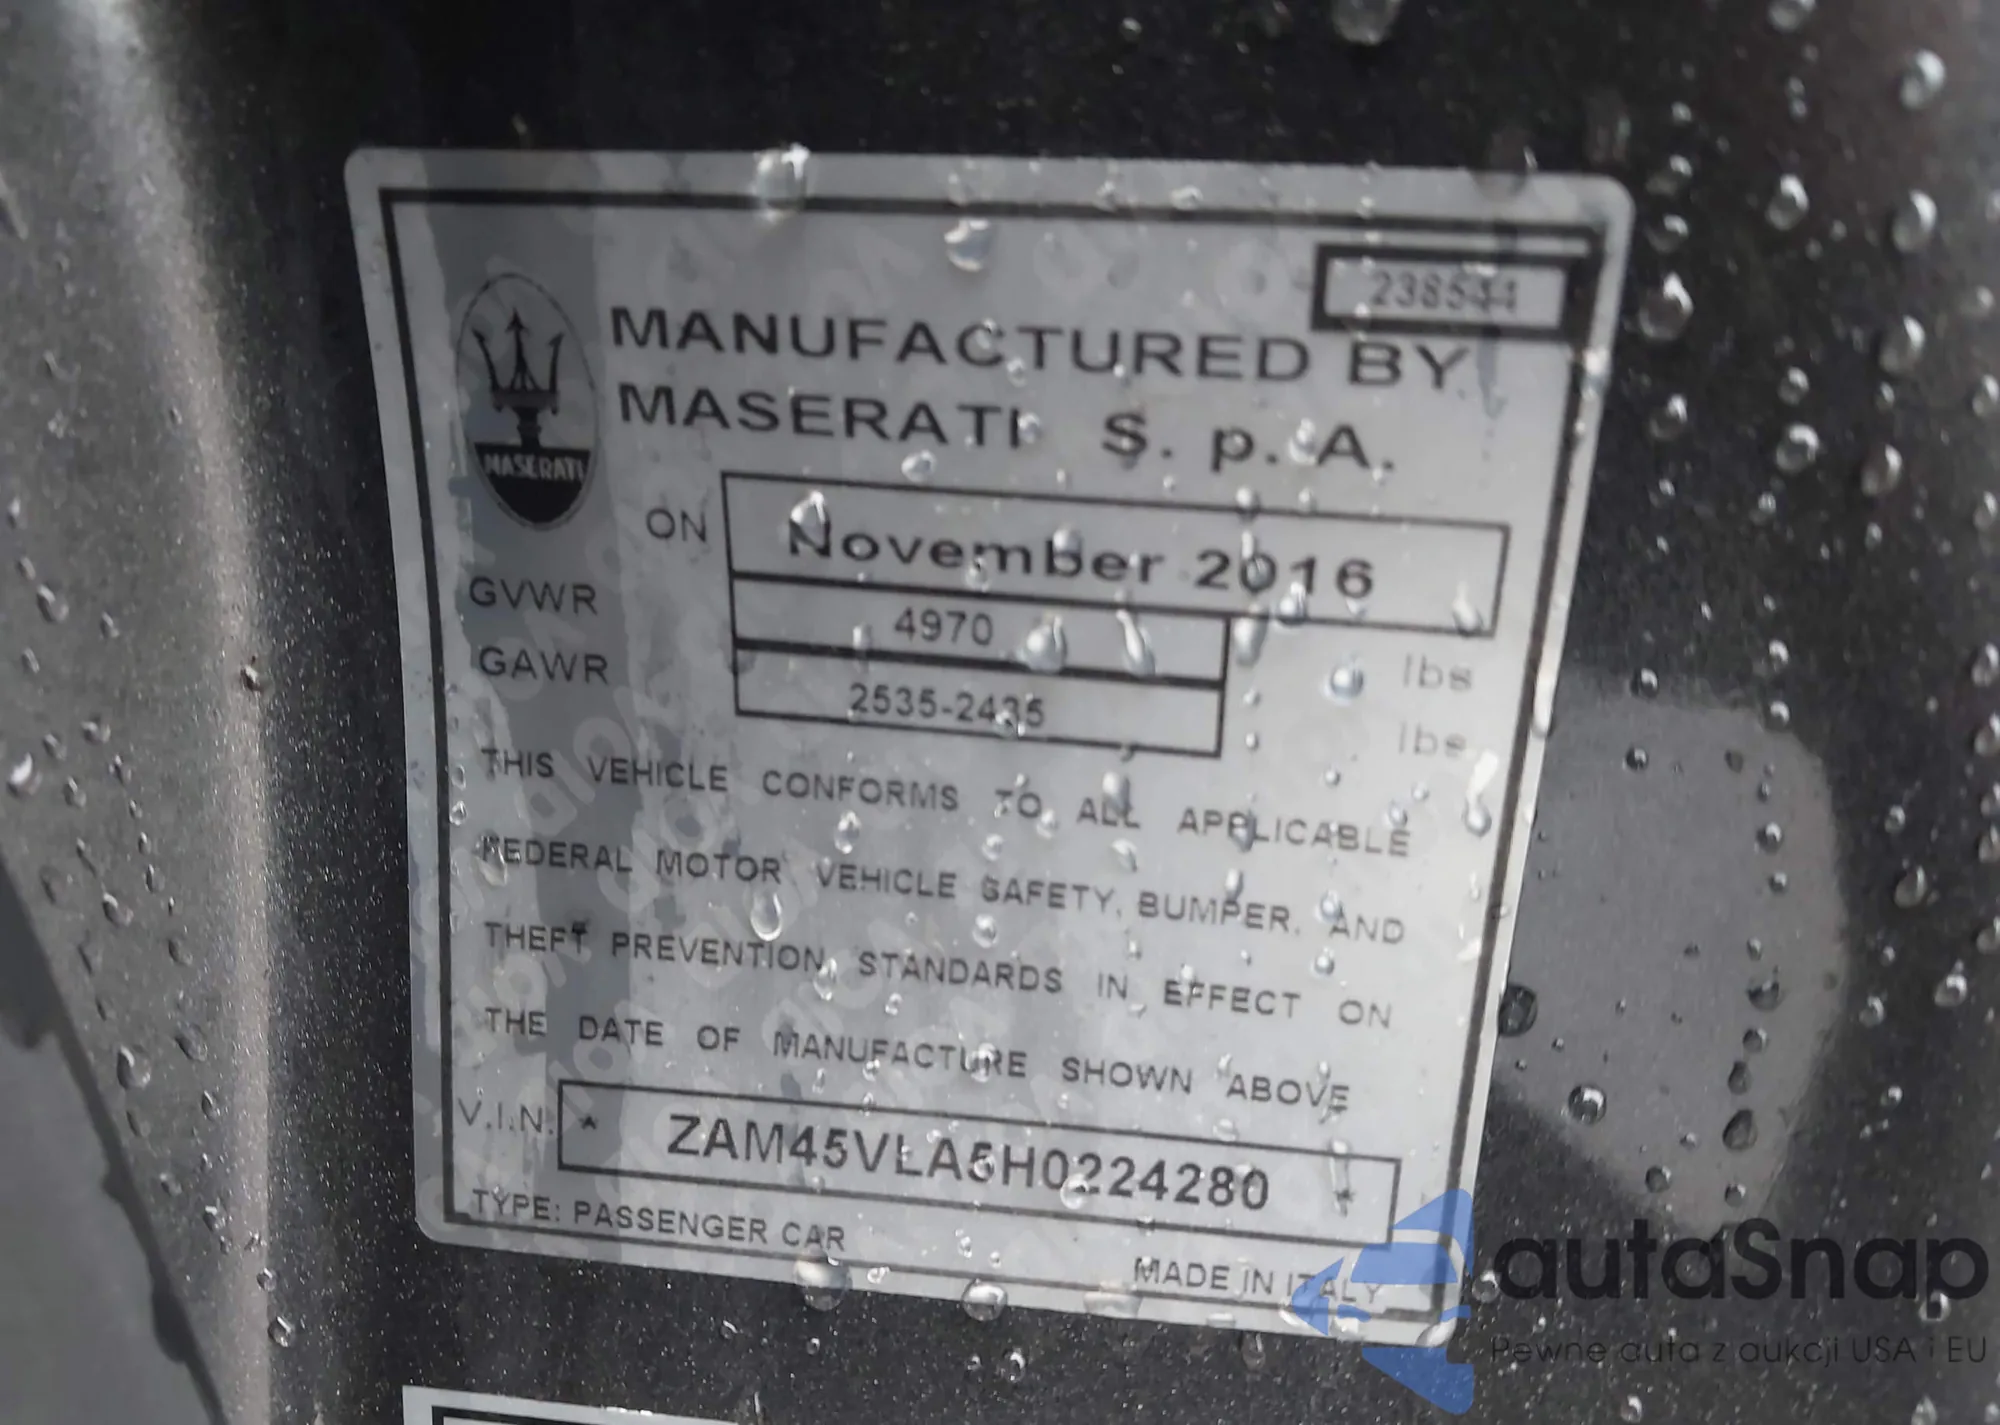 238544
MANUFACTURED BY
MASERATI S.p.A.
MASERATI
ON November 2016
GVWR 4970 lbs
GAWR 2535-2435 lbs
THIS VEHICLE CONFORMS TO ALL APPLICABLE
FEDERAL MOTOR VEHICLE SAFETY, BUMPER, AND
THEFT PREVENTION STANDARDS IN EFFECT ON
THE DATE OF MANUFACTURE SHOWN ABOVE
V.I.N. * ZAM45VLA5H0224280 *
TYPE: PASSENGER CAR
MADE IN ITALY
autaSnap
Pewne auta z aukcji USA i EU